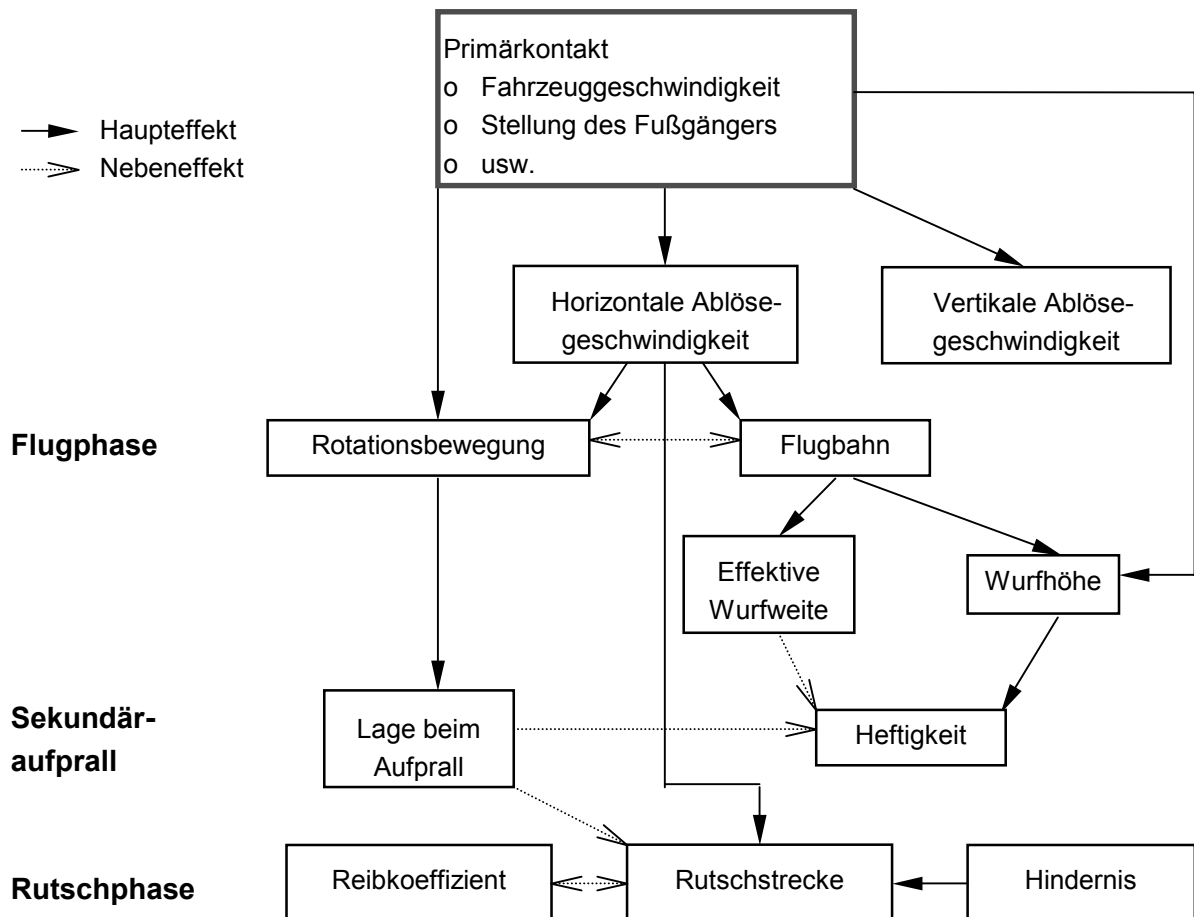 Primärkontakt
o Fahrzeuggeschwindigkeit
o Stellung des Fußgängers
o usw.
Haupteffekt
Nebeneffekt
Horizontale Ablöse-
geschwindigkeit
Vertikale Ablöse-
geschwindigkeit
Flugphase
Rotationsbewegung
Flugbahn
Effektive
Wurfweite
Wurfhöhe
Sekundär-
aufprall
Lage beim
Aufprall
Heftigkeit
Rutschphase
Reibkoeffizient
Rutschstrecke
Hindernis